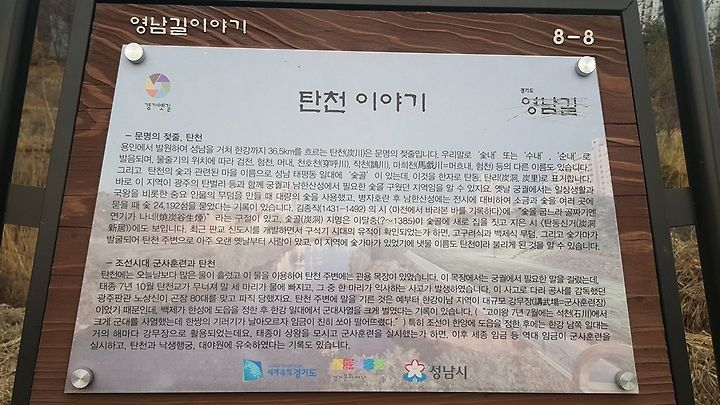 영남길이야기
8-8
경기옛길
탄천 이야기
경기도
영남길
- 문명의 젖줄, 탄천
용인에서 발원하여 성남을 거쳐 한강까지 36.5km를 흐르는 탄천(炭川)은 문명의 젖줄입니다. 우리말로 '숯내' 또는 '수내', '순내'로
발음되며, 물줄기의 위치에 따라 검천, 험천, 머내, 천호천(穿呼川), 작천(鵲川), 마희천(馬戱川=머흐내, 험천) 등의 다른 이름도 있습니다.
그리고 탄천의 숯과 관련된 마을 이름으로 성남 태평동 일대에 '숯골'이 있는데, 이것을 한자로 탄동, 탄리(炭洞, 炭里)로 표기합니다.
바로 이 지역이 광주의 탄벌리 등과 함께 궁궐과 남한산성에서 필요한 숯을 구웠던 지역임을 알 수 있지요. 옛날 궁궐에서는 일상생활과
국왕을 비롯한 중요 인물의 무덤을 만들 때 대량의 숯을 사용했고, 병자호란 후 남한산성에는 전시에 대비하여 소금과 숯을 여러 곳에
묻을 때 숯 24,192섬을 묻었다는 기록이 있습니다. 김종직(1431~1492) 의 시 《마천에서 바라본 바를 기록하다》에 "숯을 굽느라 골짜기엔
연기가 나네(燒炭谷生煙)" 라는 구절이 있고, 숯골(炭洞) 지명은 이달충(?~1385)이 숯골에 새로 집을 짓고 지은 시 《탄동신거(炭洞
新居)》에도 보입니다. 최근 판교 신도시를 개발하면서 구석기 시대의 유적이 확인되었는가 하면, 고구려식과 백제식 무덤, 그리고 숯가마가
발굴되어 탄천 주변으로 아주 오랜 옛날부터 사람이 있었고, 이 지역에 숯가마가 있었기에 냇물 이름도 탄천이라 불리게 된 것을 알 수 있습니다.
- 조선시대 군사훈련과 탄천
탄천에는 오늘날보다 많은 물이 흘렀고 이 물을 이용하여 탄천 주변에는 관용 목장이 있었습니다. 이 목장에서는 궁궐에서 필요한 말을 길렀는데,
태종 7년 10월 탄천교가 무너져 말 세 마리가 물에 빠지고, 그 중 한 마리가 익사하는 사고가 발생하였습니다. 이 사고로 다리 공사를 감독했던
광주판관 노상신이 곤장 80대를 맞고 파직 당했지요. 탄천 주변에 말을 기른 것은 예부터 한강이남 지역이 대규모 강무장(講武場=군사훈련장)
이었기 때문인데, 백제가 한성에 도읍을 정한 후 한강 일대에서 군대사열을 크게 벌였다는 기록이 있습니다. ( "고이왕 7년 7월에는 석천(石川)에서
크게 군대를 사열했는데 한쌍의 기러기가 날아오르자 임금이 친히 쏘아 떨어뜨렸다." ) 특히 조선이 한양에 도읍을 정한 후에는 한강 남쪽 일대는
거의 해마다 강무장으로 활용되었는데요, 태종이 상왕을 모시고 군사훈련을 실시했는가 하면, 이후 세종 임금 등 역대 임금이 군사훈련을
실시하고, 탄천과 낙생행궁, 대야원에 유숙하였다는 기록도 있습니다.
세계속의 경기도
경기문화재단
성남시